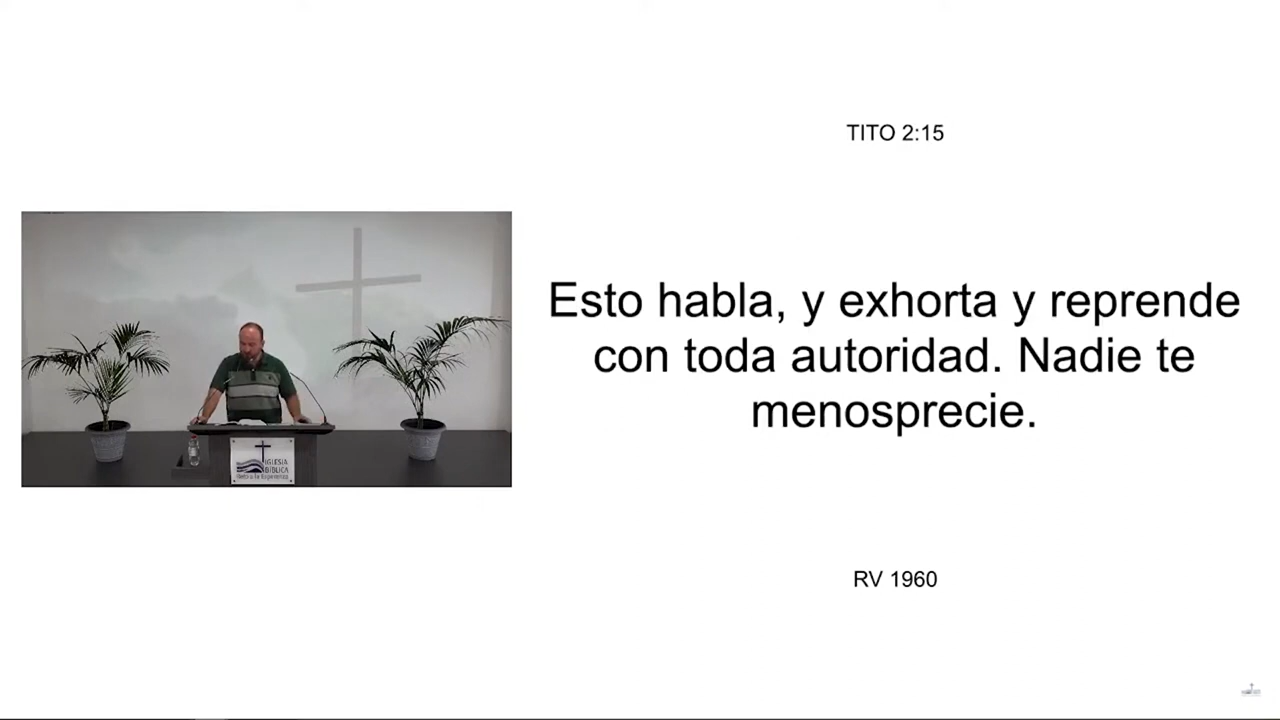 TITO 2:15
Esto habla, y exhorta y reprende
con toda autoridad. Nadie te
menosprecie.
IGLESIA
BÍBLICA
RV 1960